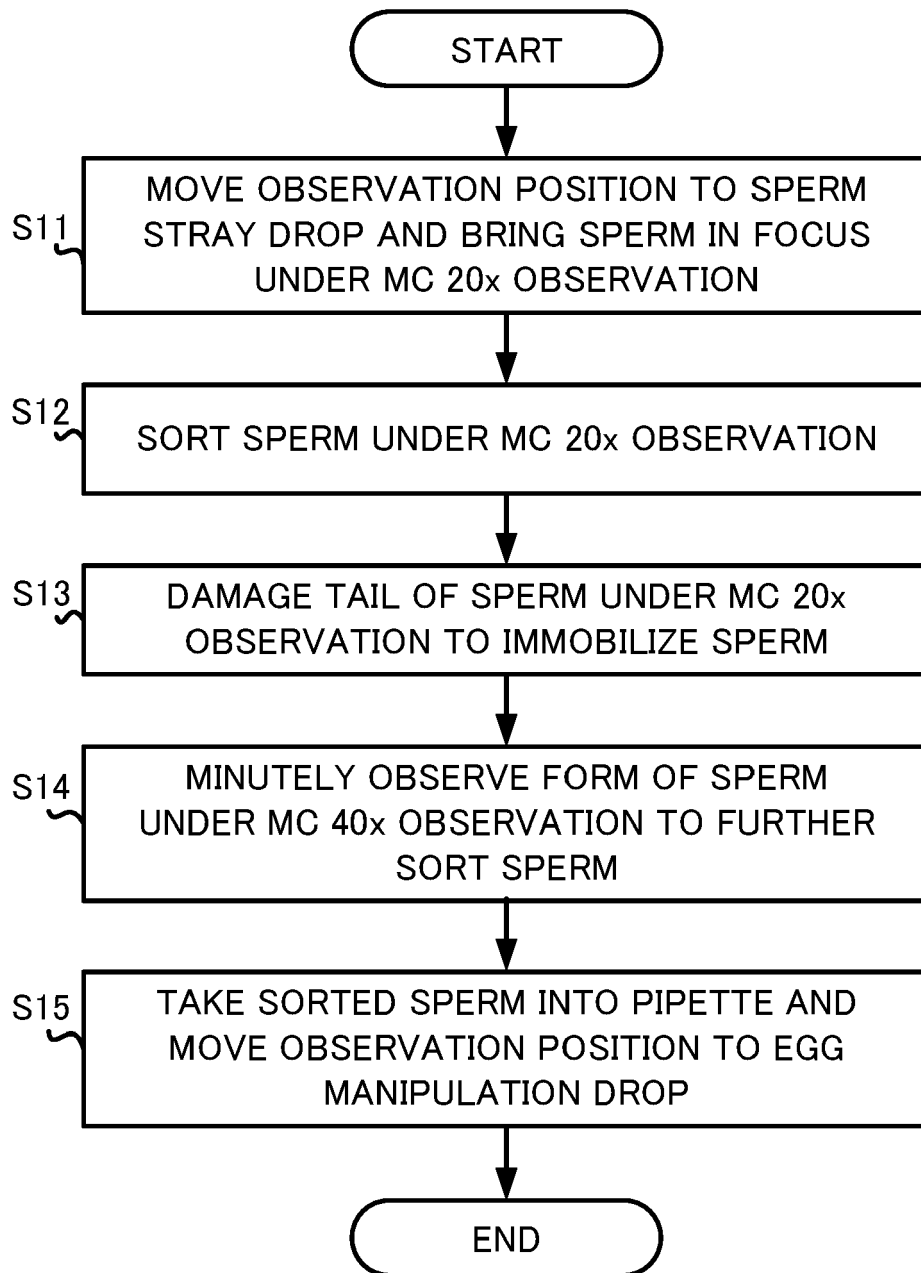 START
S11
MOVE OBSERVATION POSITION TO SPERM
STRAY DROP AND BRING SPERM IN FOCUS
UNDER MC 20x OBSERVATION
S12
SORT SPERM UNDER MC 20x OBSERVATION
S13
DAMAGE TAIL OF SPERM UNDER MC 20x
OBSERVATION TO IMMOBILIZE SPERM
S14
MINUTELY OBSERVE FORM OF SPERM
UNDER MC 40x OBSERVATION TO FURTHER
SORT SPERM
S15
TAKE SORTED SPERM INTO PIPETTE AND
MOVE OBSERVATION POSITION TO EGG
MANIPULATION DROP
END